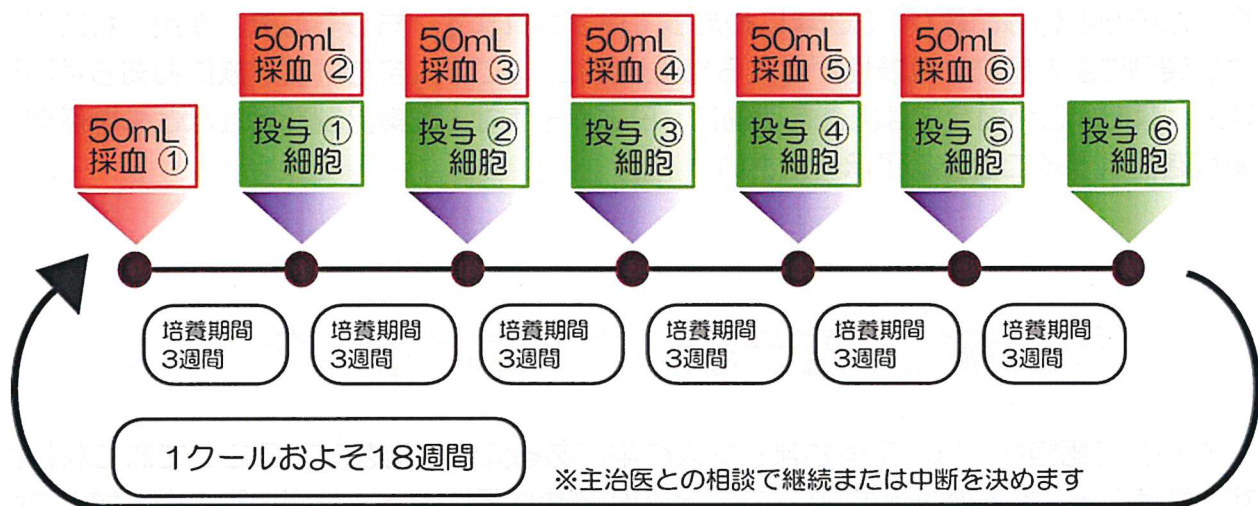 50mL
採血 ①
50mL
採血 ②
投与 ①
細胞
50mL
採血 ③
投与 ②
細胞
50mL
採血 ④
投与 ③
細胞
50mL
採血 ⑤
投与 ④
細胞
50mL
採血 ⑥
投与 ⑤
細胞
投与 ⑥
細胞
培養期間
3週間
培養期間
3週間
培養期間
3週間
培養期間
3週間
培養期間
3週間
培養期間
3週間
1クールおよそ18週間
※主治医との相談で継続または中断を決めます